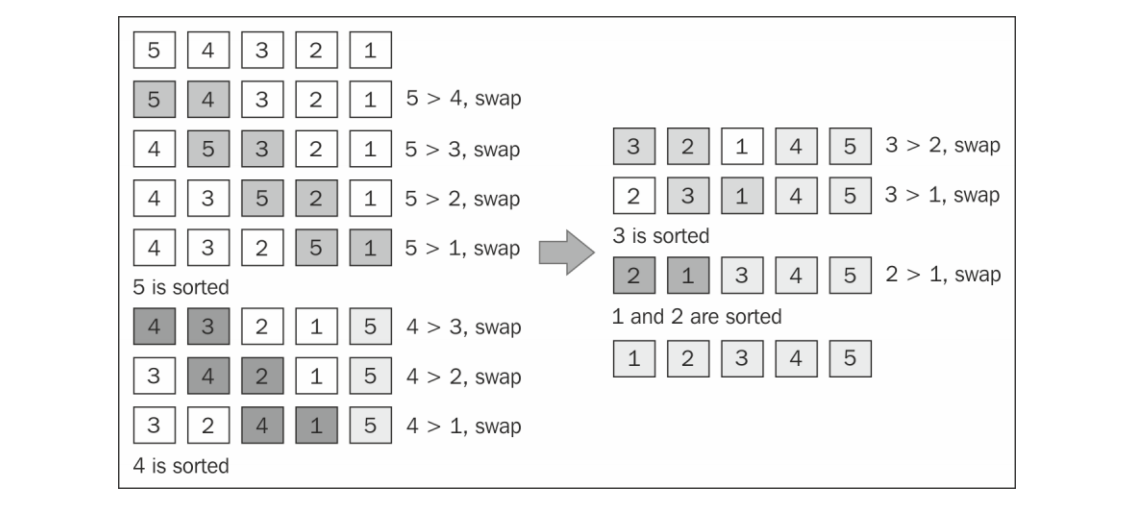 5 4 3 2 1
5 4 3 2 1 5 > 4, swap
4 5 3 2 1 5 > 3, swap
4 3 5 2 1 5 > 2, swap
4 3 2 5 1 5 > 1, swap
5 is sorted
4 3 2 1 5 4 > 3, swap
3 4 2 1 5 4 > 2, swap
3 2 4 1 5 4 > 1, swap
4 is sorted
3 2 1 4 5 3 > 2, swap
2 3 1 4 5 3 > 1, swap
3 is sorted
2 1 3 4 5 2 > 1, swap
1 and 2 are sorted
1 2 3 4 5